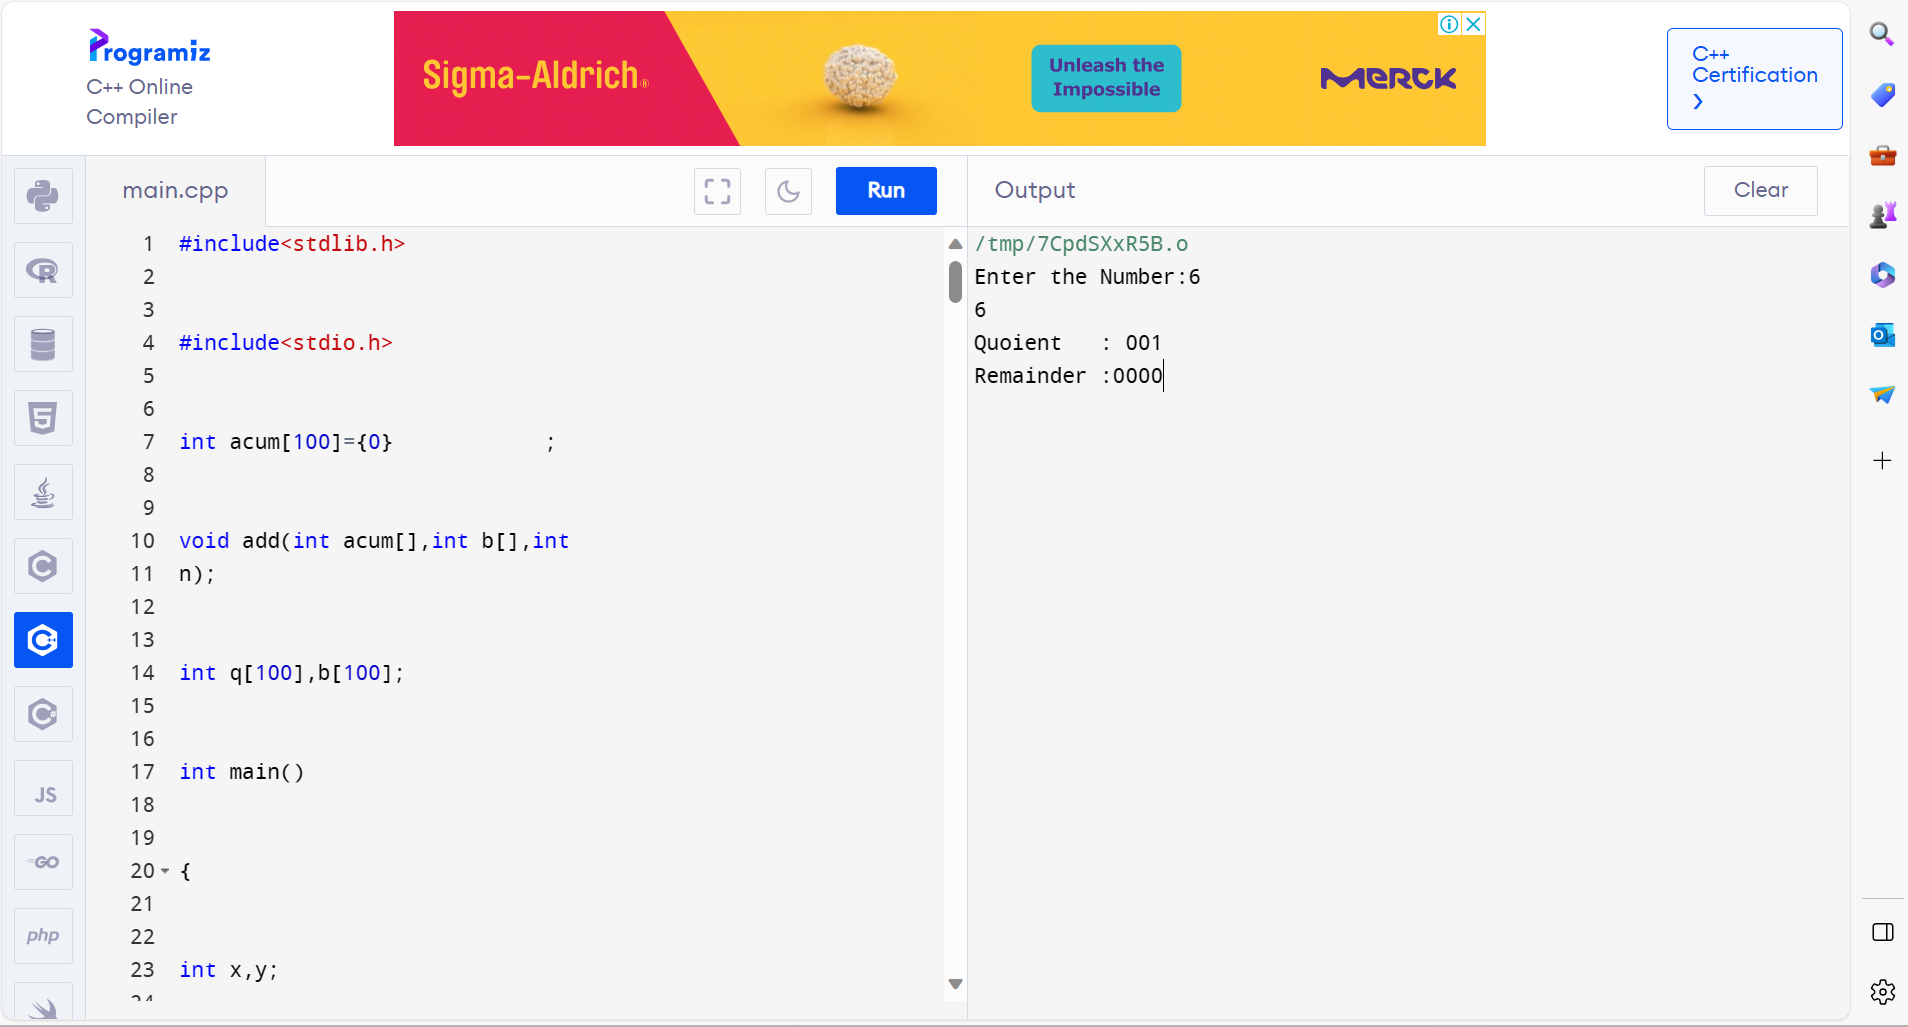 Programiz
C++ Online
Compiler
Sigma-Aldrich®
Unleash the
Impossible
MERCK
C++
Certification
main.cpp
Run
Output
Clear
1 #include<stdlib.h>
2
3
4 #include<stdio.h>
5
6
7 int acum[100]={0}            ;
8
9
10 void add(int acum[],int b[],int
11 n);
12
13
14 int q[100],b[100];
15
16
17 int main()
18
19
20 {
21
22
23 int x,y;
24
/tmp/7CpdSXxR5B.o
Enter the Number:6
6
Quoient   : 001
Remainder :0000
JS
GO
php